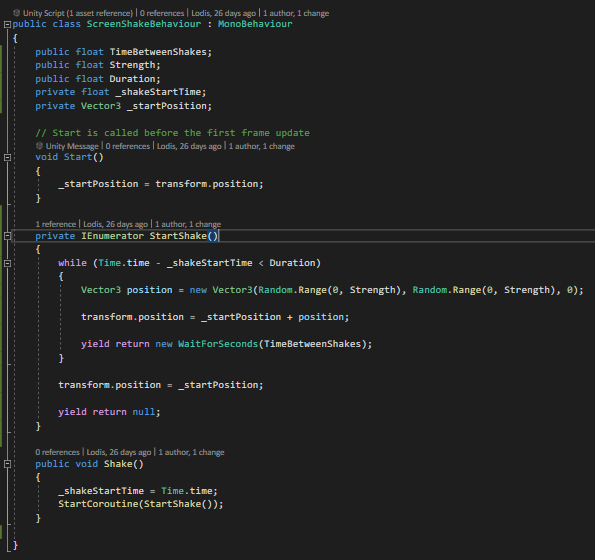 Unity Script (1 asset reference) | 0 references | Lodis, 26 days ago | 1 author, 1 change
public class ScreenShakeBehaviour : MonoBehaviour
{
public float TimeBetweenShakes;
public float Strength;
public float Duration;
private float _shakeStartTime;
private Vector3 _startPosition;
// Start is called before the first frame update
Unity Message | 0 references | Lodis, 26 days ago | 1 author, 1 change
void Start()
{
_startPosition = transform.position;
}
1 reference | Lodis, 26 days ago | 1 author, 1 change
private IEnumerator StartShake()
{
while (Time.time - _shakeStartTime < Duration)
{
Vector3 position = new Vector3(Random.Range(0, Strength), Random.Range(0, Strength), 0);
transform.position = _startPosition + position;
yield return new WaitForSeconds(TimeBetweenShakes);
}
transform.position = _startPosition;
yield return null;
}
0 references | Lodis, 26 days ago | 1 author, 1 change
public void Shake()
{
_shakeStartTime = Time.time;
StartCoroutine(StartShake());
}
}